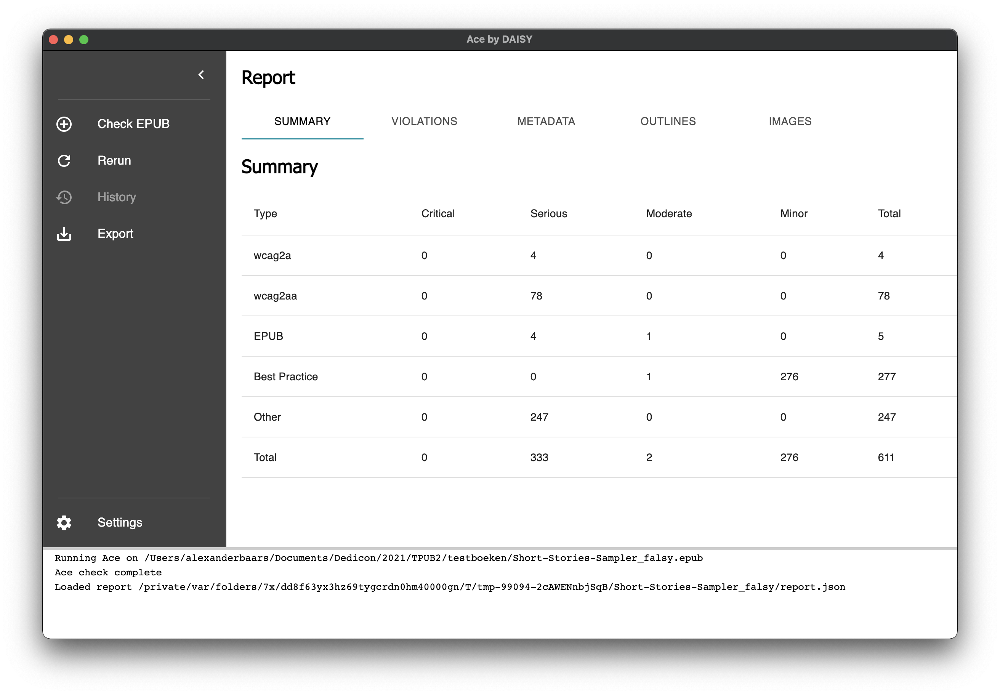 Ace by DAISY
Check EPUB
Rerun
History
Export
Settings
Report
SUMMARY VIOLATIONS METADATA OUTLINES IMAGES
Summary
Type Critical Serious Moderate Minor Total
wcag2a 0 4 0 0 4
wcag2aa 0 78 0 0 78
EPUB 0 4 1 0 5
Best Practice 0 0 1 276 277
Other 0 247 0 0 247
Total 0 333 2 276 611
Running Ace on /Users/alexanderbaars/Documents/Dedicon/2021/TPUB2/testboeken/Short-Stories-Sampler_falsy.epub
Ace check complete
Loaded report /private/var/folders/7x/dd8f63yx3hz69tygcrdn0hm40000gn/T/tmp-99094-2cAWENnbjSqB/Short-Stories-Sampler_falsy/report.json